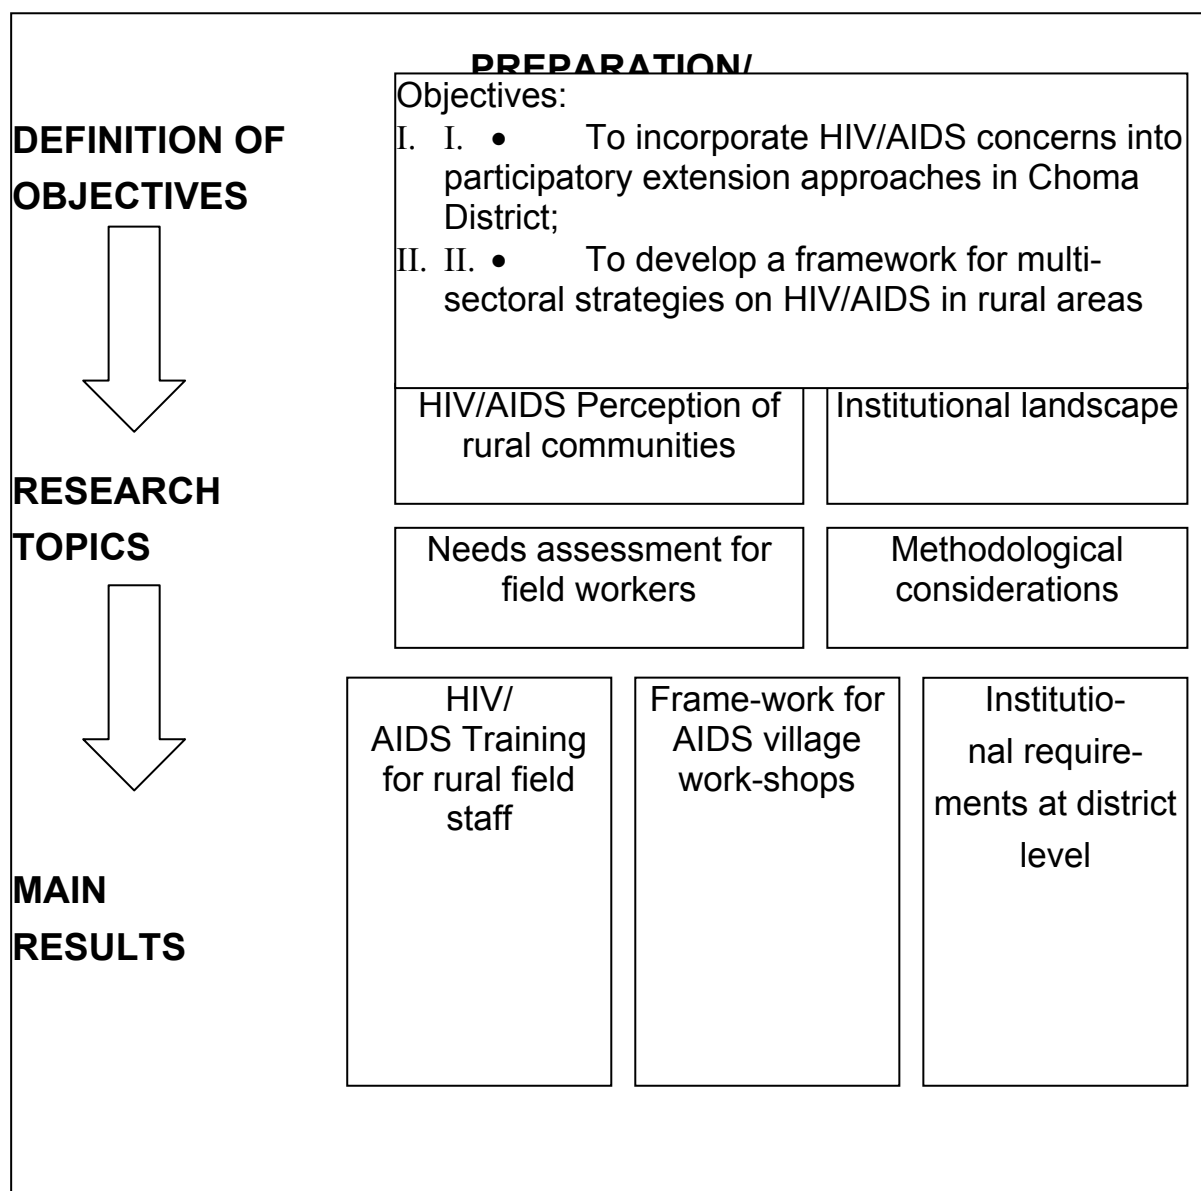 PREPARATION/
DEFINITION OF
OBJECTIVES
Objectives:
I. I. • To incorporate HIV/AIDS concerns into
participatory extension approaches in Choma
District;
II. II. • To develop a framework for multi-
sectoral strategies on HIV/AIDS in rural areas
RESEARCH
TOPICS
HIV/AIDS Perception of
rural communities
Institutional landscape
Needs assessment for
field workers
Methodological
considerations
MAIN
RESULTS
HIV/
AIDS Training
for rural field
staff
Frame-work for
AIDS village
work-shops
Institutio-
nal require-
ments at district
level